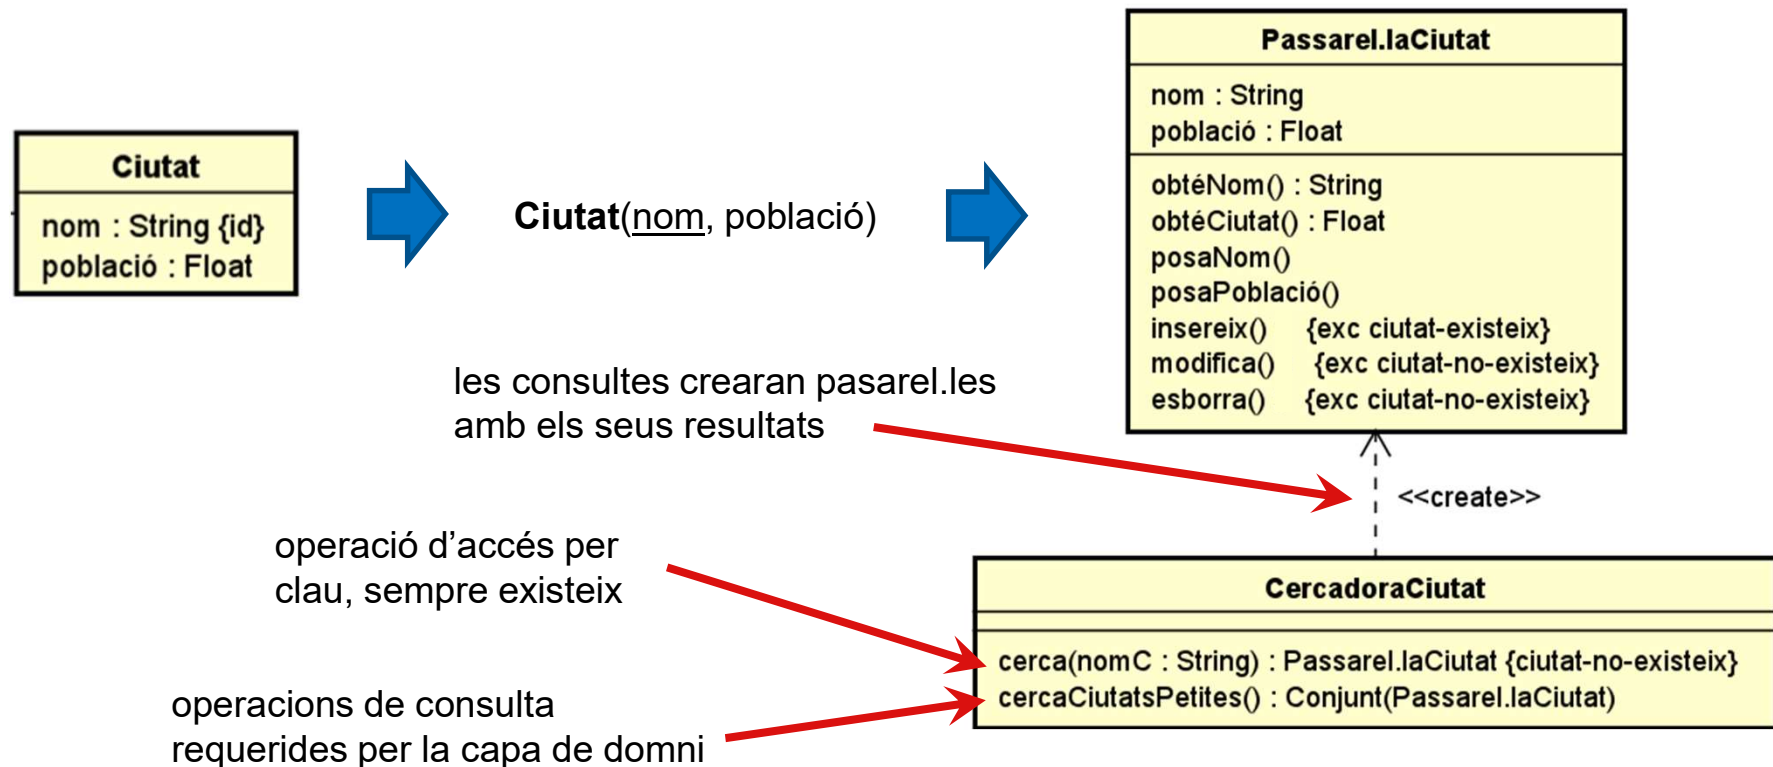 Ciutat
nom : String {id}
població : Float
Ciutat(nom, població)
Passarel.laCiutat
nom : String
població : Float
obtéNom() : String
obtéCiutat() : Float
posaNom()
posaPoblació()
insereix() {exc ciutat-existeix}
modifica() {exc ciutat-no-existeix}
esborra() {exc ciutat-no-existeix}
les consultes crearan pasarel.les
amb els seus resultats
<<create>>
operació d'accés per
clau, sempre existeix
CercadoraCiutat
cerca(nomC : String) : Passarel.laCiutat {ciutat-no-existeix}
cercaCiutatsPetites() : Conjunt(Passarel.laCiutat)
operacions de consulta
requerides per la capa de domni